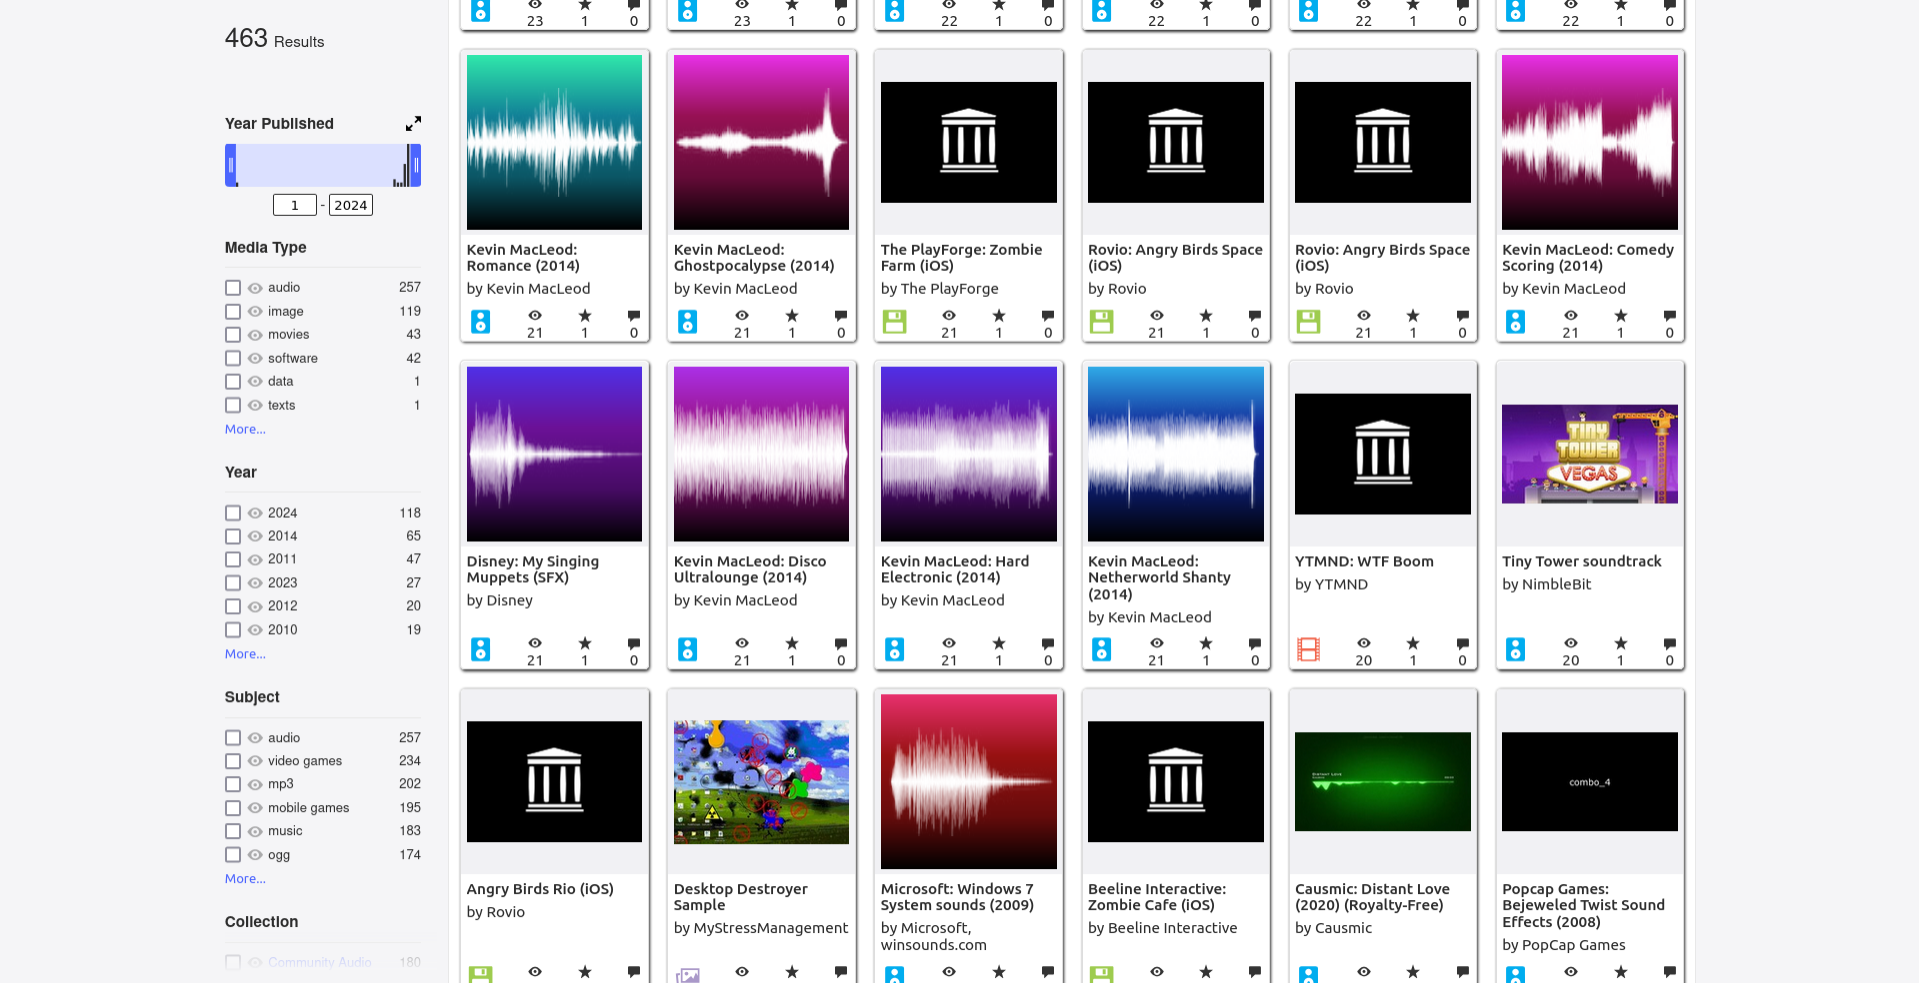 463 Results
Year Published
1 - 2024
Media Type
audio 257
image 119
movies 43
software 42
data 1
texts 1
More...
Year
2024 118
2014 65
2011 47
2023 27
2012 20
2010 19
More...
Subject
audio 257
video games 234
mp3 202
mobile games 195
music 183
ogg 174
More...
Collection
Community Audio 180
23 1 0
23 1 0
22 1 0
22 1 0
22 1 0
22 1 0
Kevin MacLeod:
Romance (2014)
by Kevin MacLeod
21 1 0
Kevin MacLeod:
Ghostpocalypse (2014)
by Kevin MacLeod
21 1 0
The PlayForge: Zombie
Farm (iOS)
by The PlayForge
21 1 0
Rovio: Angry Birds Space
(iOS)
by Rovio
21 1 0
Rovio: Angry Birds Space
(iOS)
by Rovio
21 1 0
Kevin MacLeod: Comedy
Scoring (2014)
by Kevin MacLeod
21 1 0
Disney: My Singing
Muppets (SFX)
by Disney
21 1 0
Kevin MacLeod: Disco
Ultralounge (2014)
by Kevin MacLeod
21 1 0
Kevin MacLeod: Hard
Electronic (2014)
by Kevin MacLeod
21 1 0
Kevin MacLeod:
Netherworld Shanty
(2014)
by Kevin MacLeod
21 1 0
YTMND: WTF Boom
by YTMND
20 1 0
TINY
TOWER
VEGAS
Tiny Tower soundtrack
by NimbleBit
20 1 0
Angry Birds Rio (iOS)
by Rovio
Desktop Destroyer
Sample
by MyStressManagement
Microsoft: Windows 7
System sounds (2009)
by Microsoft,
winsounds.com
Beeline Interactive:
Zombie Cafe (iOS)
by Beeline Interactive
Distant Love
Causmic: Distant Love
(2020) (Royalty-Free)
by Causmic
combo_4
Popcap Games:
Bejeweled Twist Sound
Effects (2008)
by PopCap Games